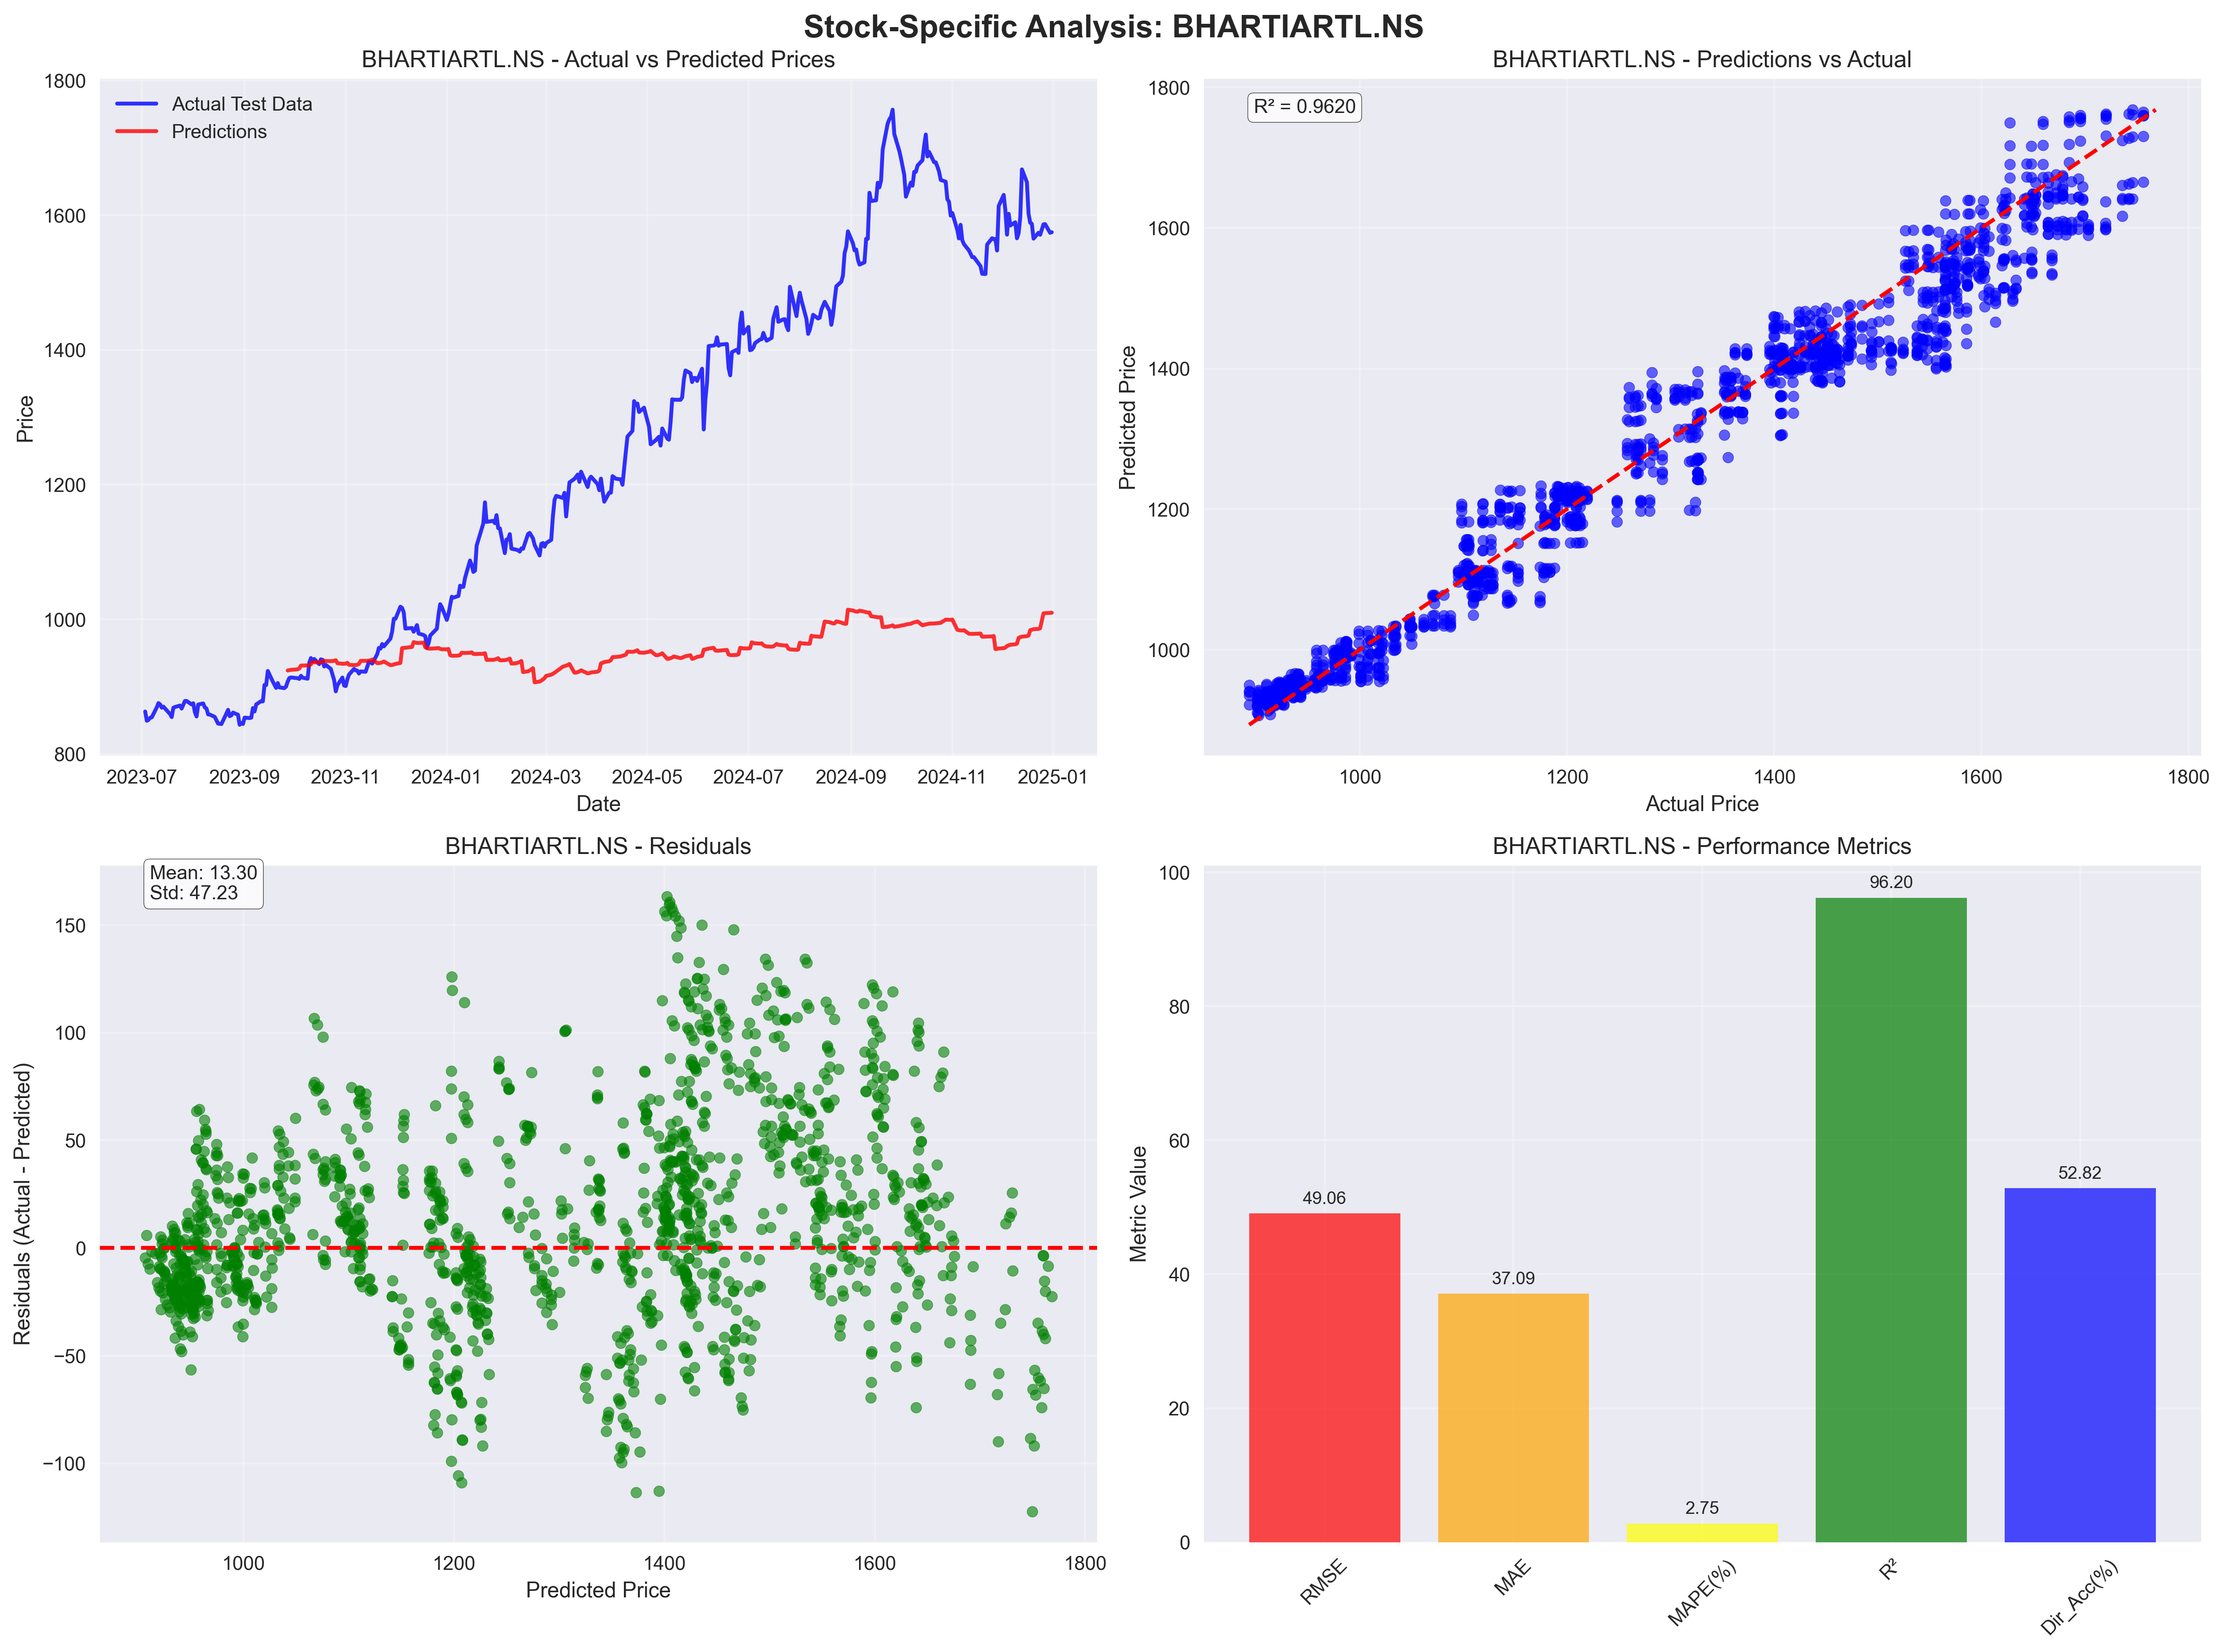 Stock-Specific Analysis: BHARTIARTL.NS
BHARTIARTL.NS - Actual vs Predicted Prices
Actual Test Data
Predictions
1800
1600
1400
1200
1000
800
Price
2023-07 2023-09 2023-11 2024-01 2024-03 2024-05 2024-07 2024-09 2024-11 2025-01
Date
BHARTIARTL.NS - Predictions vs Actual
R² = 0.9620
1800
1600
1400
1200
1000
Predicted Price
1000 1200 1400 1600 1800
Actual Price
BHARTIARTL.NS - Residuals
Mean: 13.30
Std: 47.23
150
100
50
0
−50
−100
Residuals (Actual - Predicted)
1000 1200 1400 1600 1800
Predicted Price
BHARTIARTL.NS - Performance Metrics
100
80
60
40
20
0
Metric Value
49.06
37.09
2.75
96.20
52.82
RMSE
MAE
MAPE(%)
R²
Dir_Acc(%)